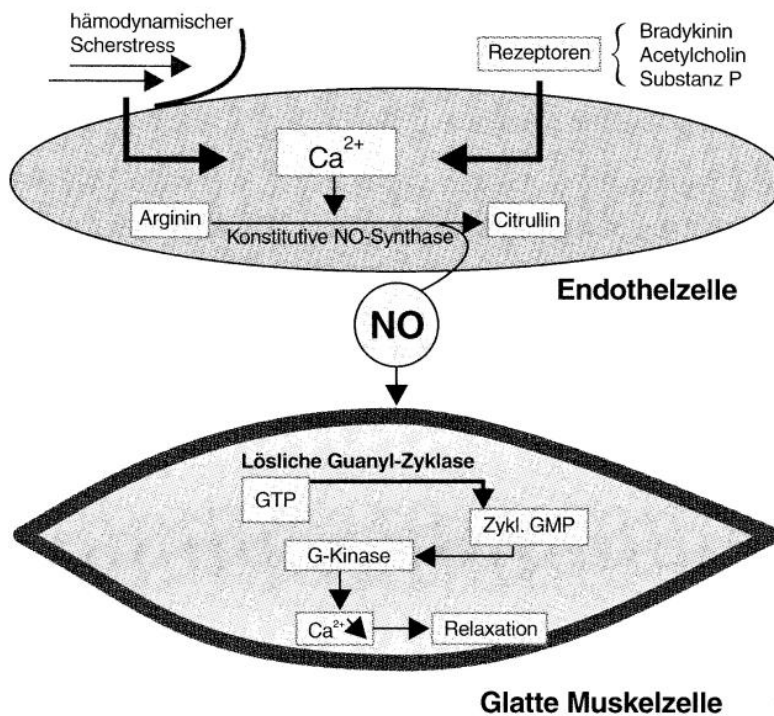 hämodynamischer
Scherstress
Rezeptoren
Bradykinin
Acetylcholin
Substanz P
Ca2+
Arginin
Citrullin
Konstitutive NO-Synthase
Endothelzelle
NO
Lösliche Guanyl-Zyklase
GTP
Zykl. GMP
G-Kinase
Ca2+
Relaxation
Glatte Muskelzelle